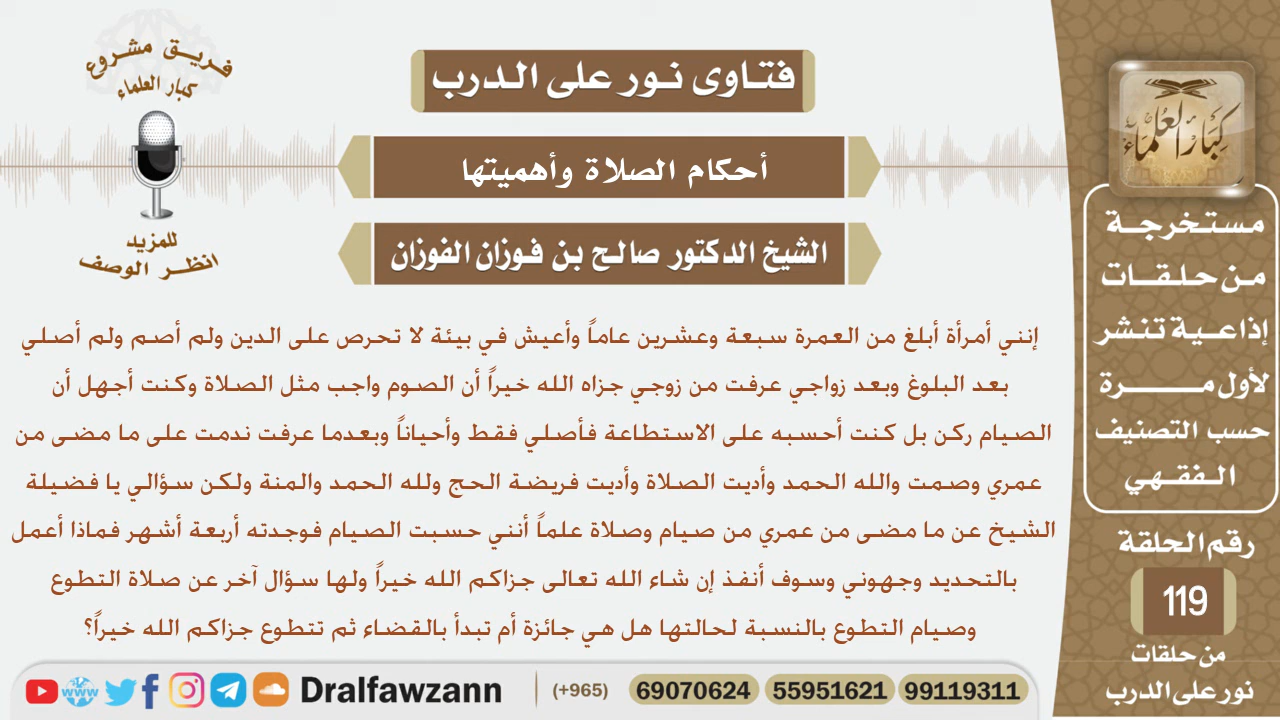 فريق مشروع
كبار العلماء
للمزيد
انظر الوصف
فتاوى نور على الدرب
أحكام الصلاة وأهميتها
الشيخ الدكتور صالح بن فوزان الفوزان
إنني أمرأة أبلغ من العمرة سبعة وعشرين عاماً وأعيش في بيئة لا تحرص على الدين ولم أصم ولم أصلي
بعد البلوغ وبعد زواجي عرفت من زوجي جزاه الله خيراً أن الصوم واجب مثل الصلاة وكنت أجهل أن
الصيام ركن بل كنت أحسبه على الاستطاعة فأصلي فقط وأحياناً وبعدما عرفت ندمت على ما مضى من
عمري وصمت والله الحمد وأديت الصلاة وأديت فريضة الحج ولله الحمد والمنة ولكن سؤالي يا فضيلة
الشيخ عن ما مضى من عمري من صيام وصلاة علماً أنني حسبت الصيام فوجدته أربعة أشهر فماذا أعمل
بالتحديد وجهوني وسوف أنفذ إن شاء الله تعالى جزاكم الله خيراً ولها سؤال آخر عن صلاة التطوع
وصيام التطوع بالنسبة لحالتها هل هي جائزة أم تبدأ بالقضاء ثم تتطوع جزاكم الله خيراً؟
كبار العلماء
مستخرجة
من حلقات
إذاعية تنشر
لأول مرة
حسب التصنيف
الفقهي
رقم الحلقة
119
من حلقات
نور على الدرب
www Dralfawzann (+965) 69070624 55951621 99119311